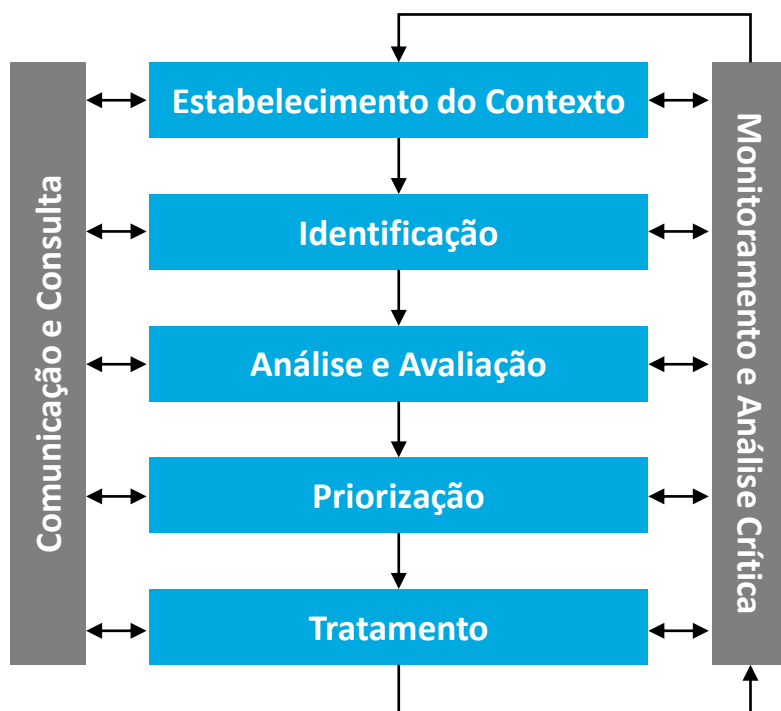 Comunicação e Consulta
Estabelecimento do Contexto
Identificação
Análise e Avaliação
Priorização
Tratamento
Monitoramento e Análise Crítica